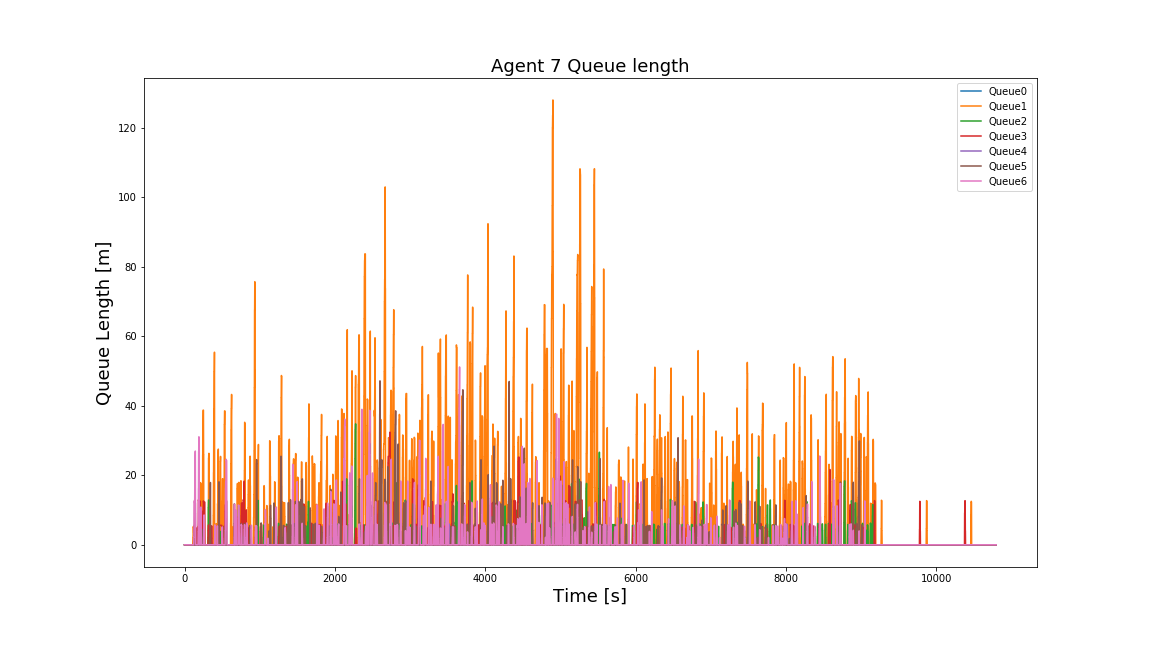 Agent 7 Queue length
Queue0
Queue1
Queue2
Queue3
Queue4
Queue5
Queue6
Queue Length [m]
120
100
80
60
40
20
0
0 2000 4000 6000 8000 10000
Time [s]